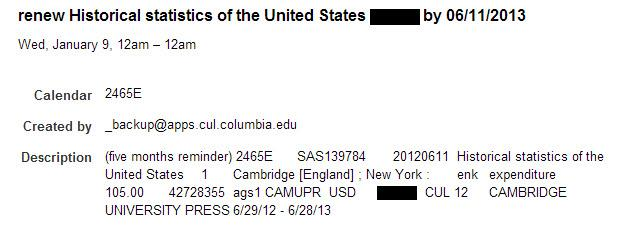 renew Historical statistics of the United States by 06/11/2013
Wed, January 9, 12am – 12am
Calendar 2465E
Created by _backup@apps.cul.columbia.edu
Description (five months reminder) 2465E SAS139784 20120611 Historical statistics of the
United States 1 Cambridge [England] ; New York : enk expenditure
105.00 42728355 ags1 CAMUPR USD CUL 12 CAMBRIDGE
UNIVERSITY PRESS 6/29/12 - 6/28/13